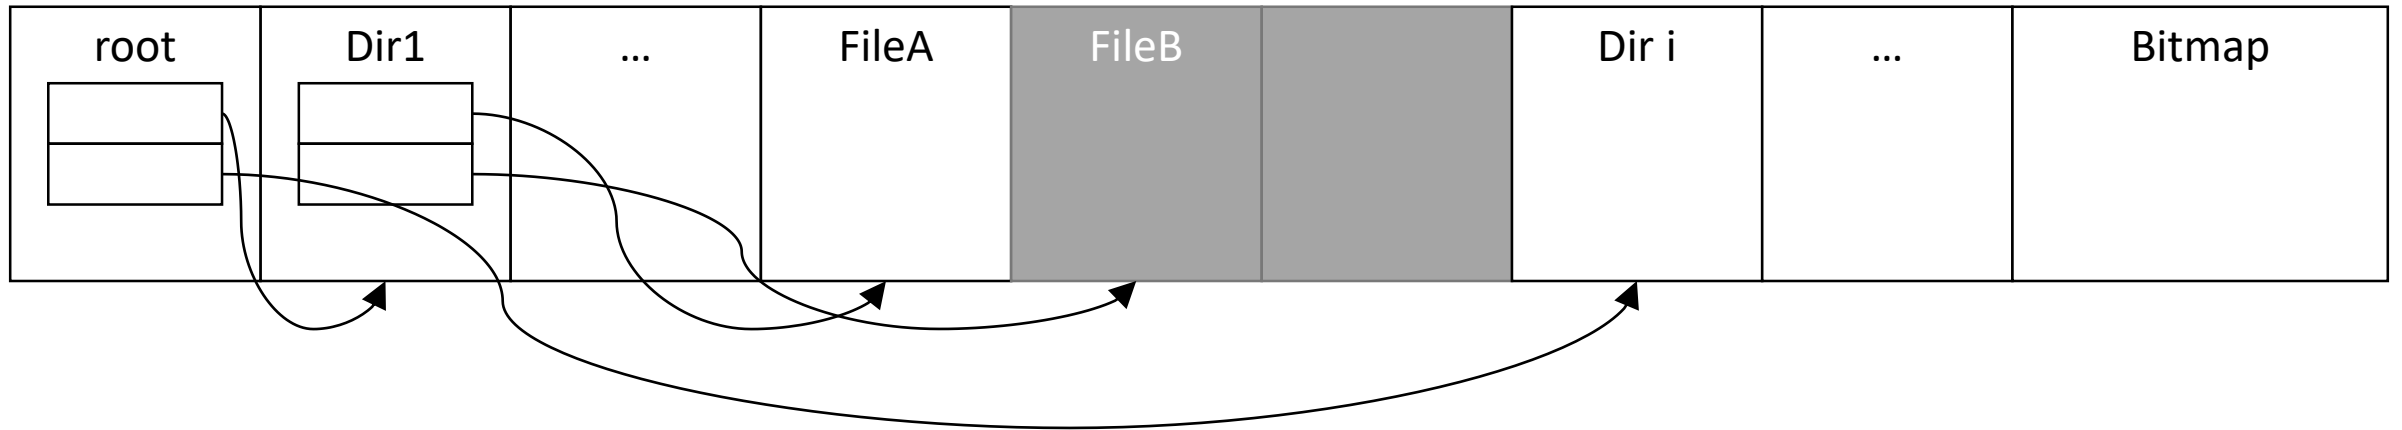 root Dir1 ... FileA FileB Dir i ... Bitmap